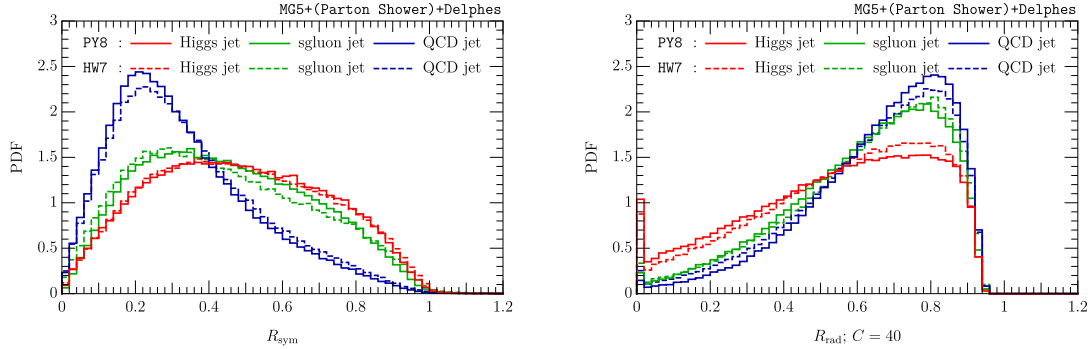 MG5+(Parton Shower)+Delphes
3
PY8 : Higgs jet sgluon jet QCD jet
2.5
HW7 : Higgs jet sgluon jet QCD jet
2
PDF
1.5
1
0.5
0
0 0.2 0.4 0.6 0.8 1 1.2
R_sym
MG5+(Parton Shower)+Delphes
3
PY8 : Higgs jet sgluon jet QCD jet
2.5
HW7 : Higgs jet sgluon jet QCD jet
2
PDF
1.5
1
0.5
0
0 0.2 0.4 0.6 0.8 1 1.2
R_rad; C = 40